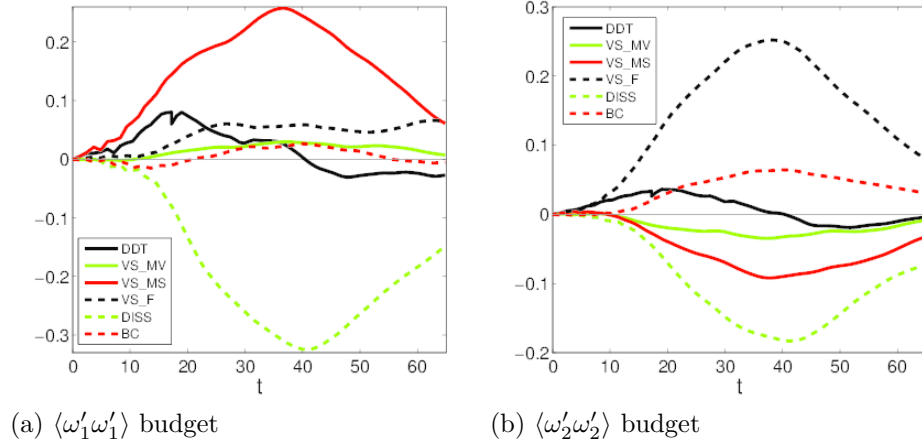 0.2
0.1
0
−0.1
−0.2
−0.3
DDT
VS_MV
VS_MS
VS_F
DISS
BC
0 10 20 30 40 50 60
t
(a) ⟨ω′₁ω′₁⟩ budget
0.3
0.2
0.1
0
−0.1
−0.2
DDT
VS_MV
VS_MS
VS_F
DISS
BC
0 10 20 30 40 50 60
t
(b) ⟨ω′₂ω′₂⟩ budget